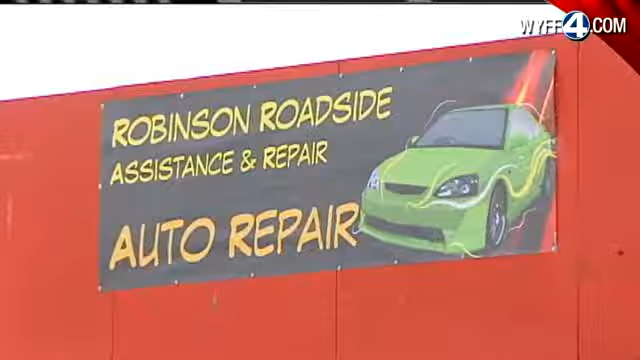 WYFF4.COM
ROBINSON ROADSIDE
ASSISTANCE & REPAIR
AUTO REPAIR